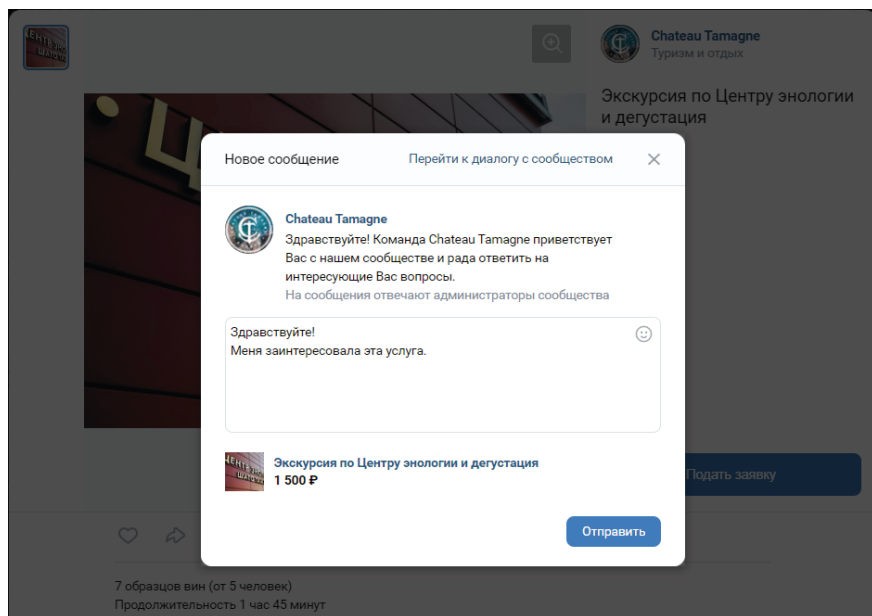 Chateau Tamagne
Туризм и отдых
Экскурсия по Центру энологии
и дегустация
Новое сообщение
Перейти к диалогу с сообществом
Chateau Tamagne
Здравствуйте! Команда Chateau Tamagne приветствует
Вас с нашем сообществе и рада ответить на
интересующие Вас вопросы.
На сообщения отвечают администраторы сообщества
Здравствуйте!
Меня заинтересовала эта услуга.
Экскурсия по Центру энологии и дегустация
1 500 ₽
Подать заявку
Отправить
7 образцов вин (от 5 человек)
Продолжительность 1 час 45 минут